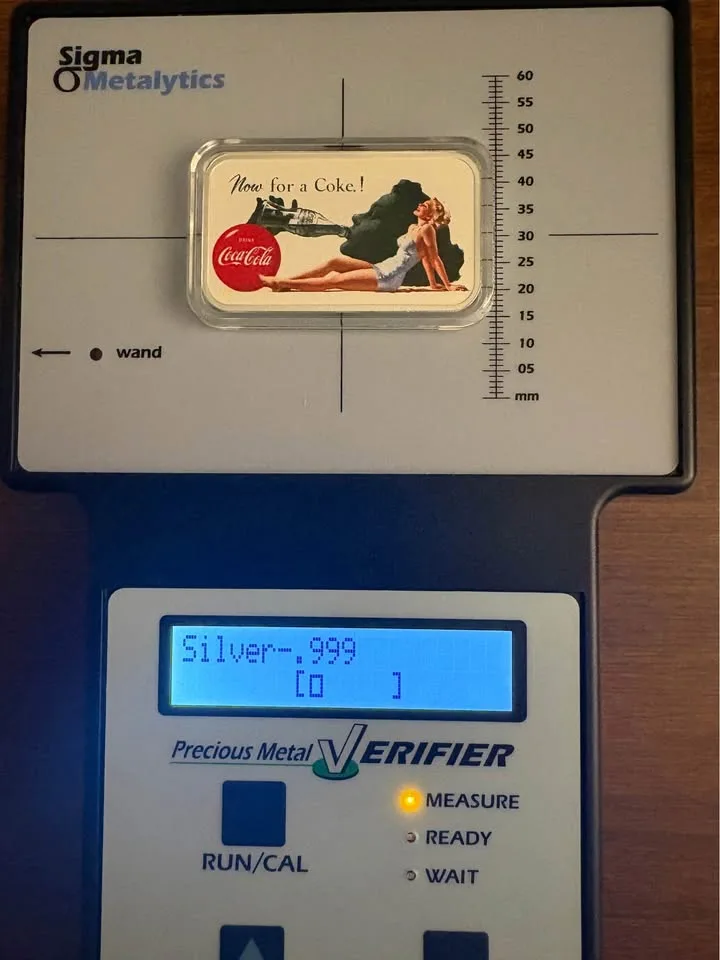 Sigma
Metalytics
60
55
50
45
40
35
30
25
20
15
10
05
mm
Now for a Coke!
DRINK
Coca-Cola
wand
Silver-.999
[▯ ]
Precious Metal VERIFIER
MEASURE
READY
WAIT
RUN/CAL